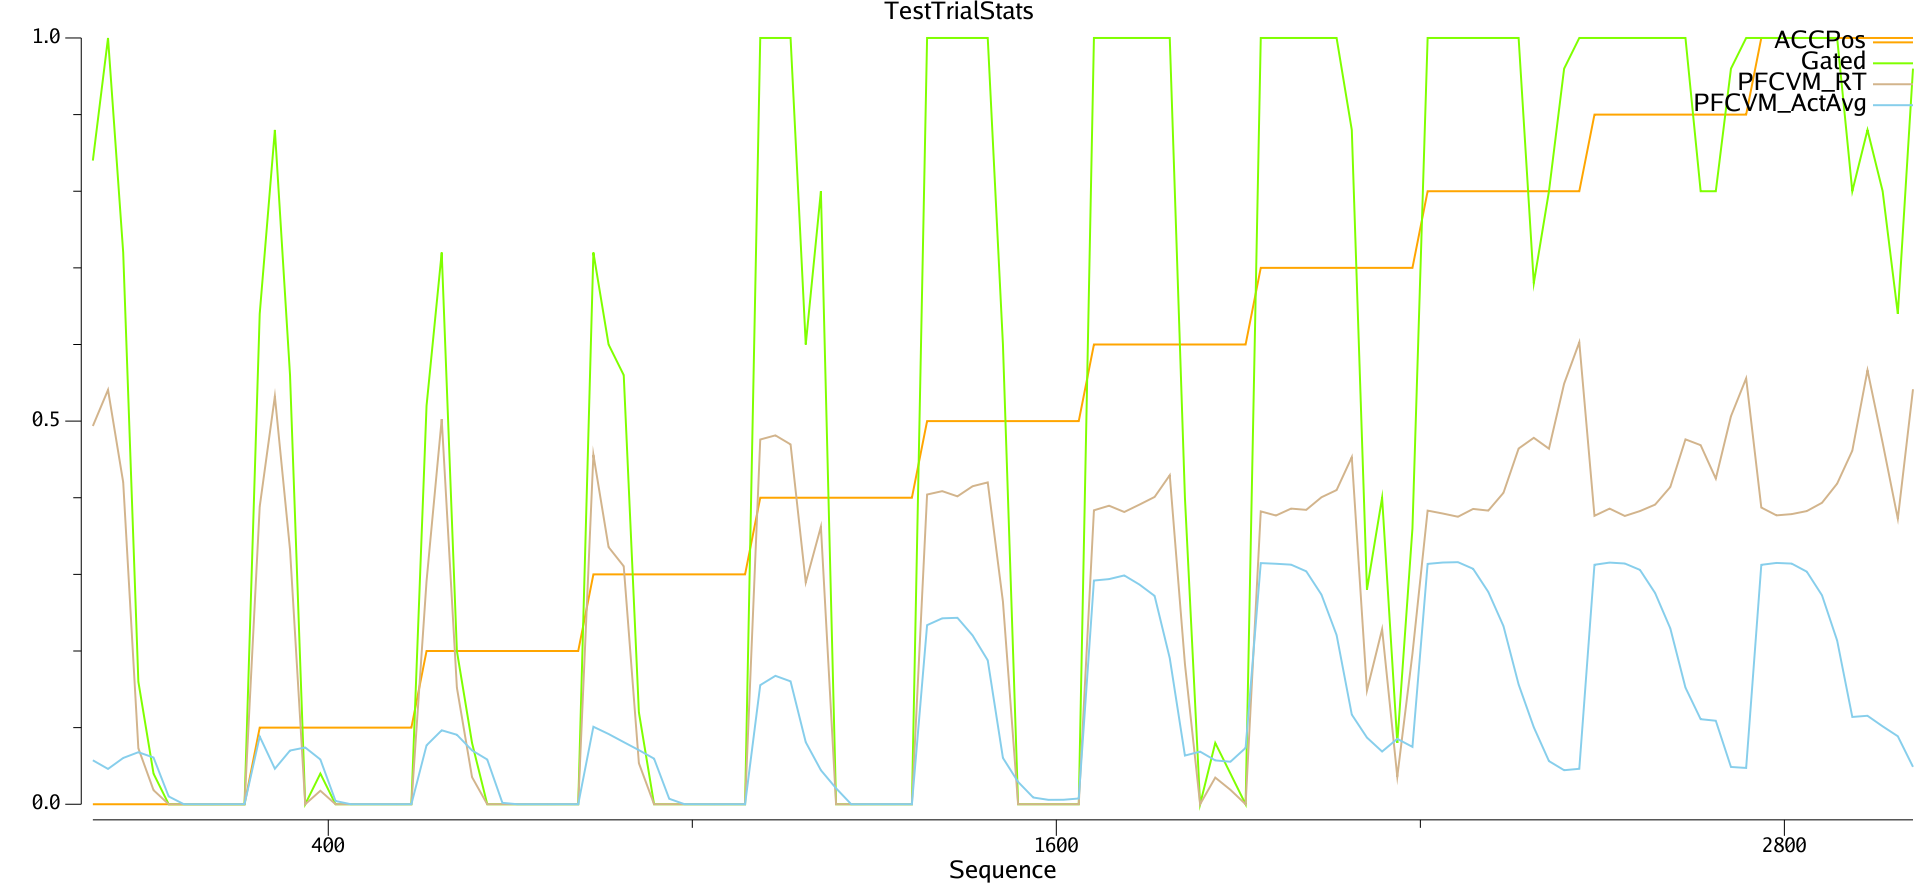 TestTrialStats
1.0
ACCPos
Gated
PFCVM_RT
PFCVM_ActAvg
0.5
0.0
400 1600 2800
Sequence